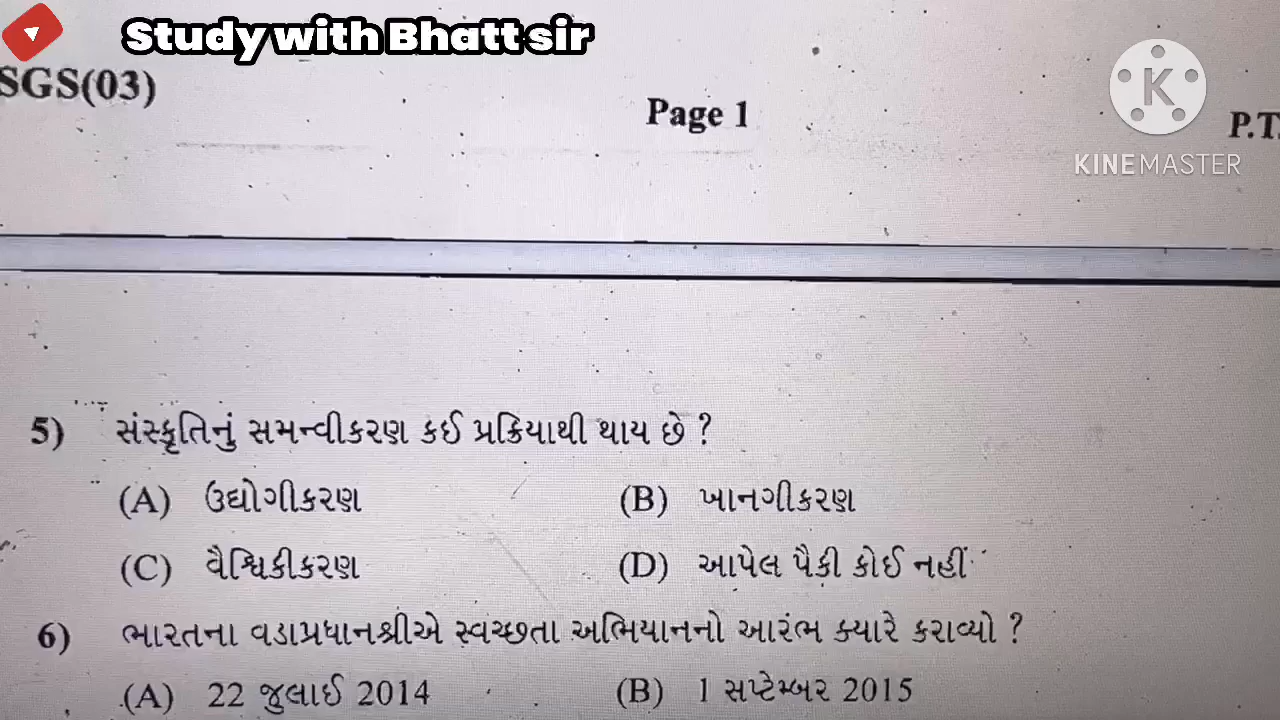 Study with Bhatt sir
SGS(03)
Page 1
P.T.
KINEMASTER
5) સંસ્કૃતિનું સમન્વીકરણ કઈ પ્રક્રિયાથી થાય છે ?
(A) ઉદ્યોગીકરણ (B) ખાનગીકરણ
(C) વૈશ્વિકીકરણ (D) આપેલ પૈકી કોઈ નહીં
6) ભારતના વડાપ્રધાનશ્રીએ સ્વચ્છતા અભિયાનનો આરંભ ક્યારે કરાવ્યો ?
(A) 22 જુલાઈ 2014 (B) 1 સપ્ટેમ્બર 2015